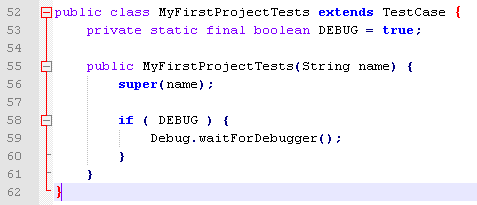 52 public class MyFirstProjectTests extends TestCase {
53     private static final boolean DEBUG = true;
54
55     public MyFirstProjectTests(String name) {
56         super(name);
57
58         if ( DEBUG ) {
59             Debug.waitForDebugger();
60         }
61     }
62 }